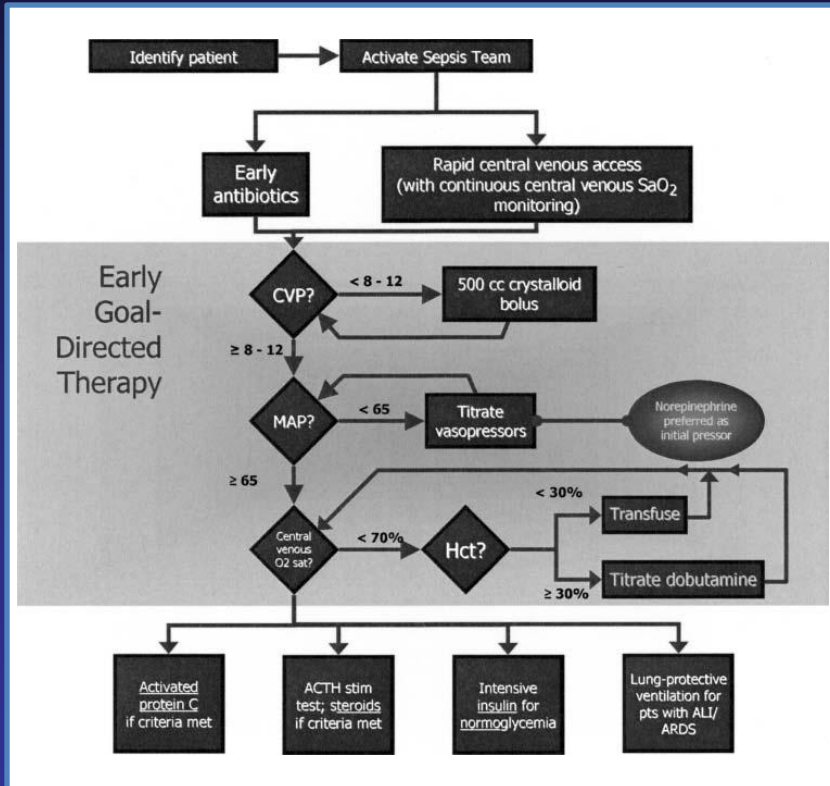 Identify patient
Activate Sepsis Team
Early
antibiotics
Rapid central venous access
(with continuous central venous SaO₂
monitoring)
Early
Goal-
Directed
Therapy
CVP?
< 8 - 12
500 cc crystalloid
bolus
≥ 8 - 12
MAP?
< 65
Titrate
vasopressors
Norepinephrine
preferred as
initial pressor
≥ 65
Central
venous
O2 sat?
< 70%
Hct?
< 30%
Transfuse
≥ 30%
Titrate dobutamine
Activated
protein C
if criteria met
ACTH stim
test; steroids
if criteria met
Intensive
insulin for
normoglycemia
Lung-protective
ventilation for
pts with ALI/
ARDS